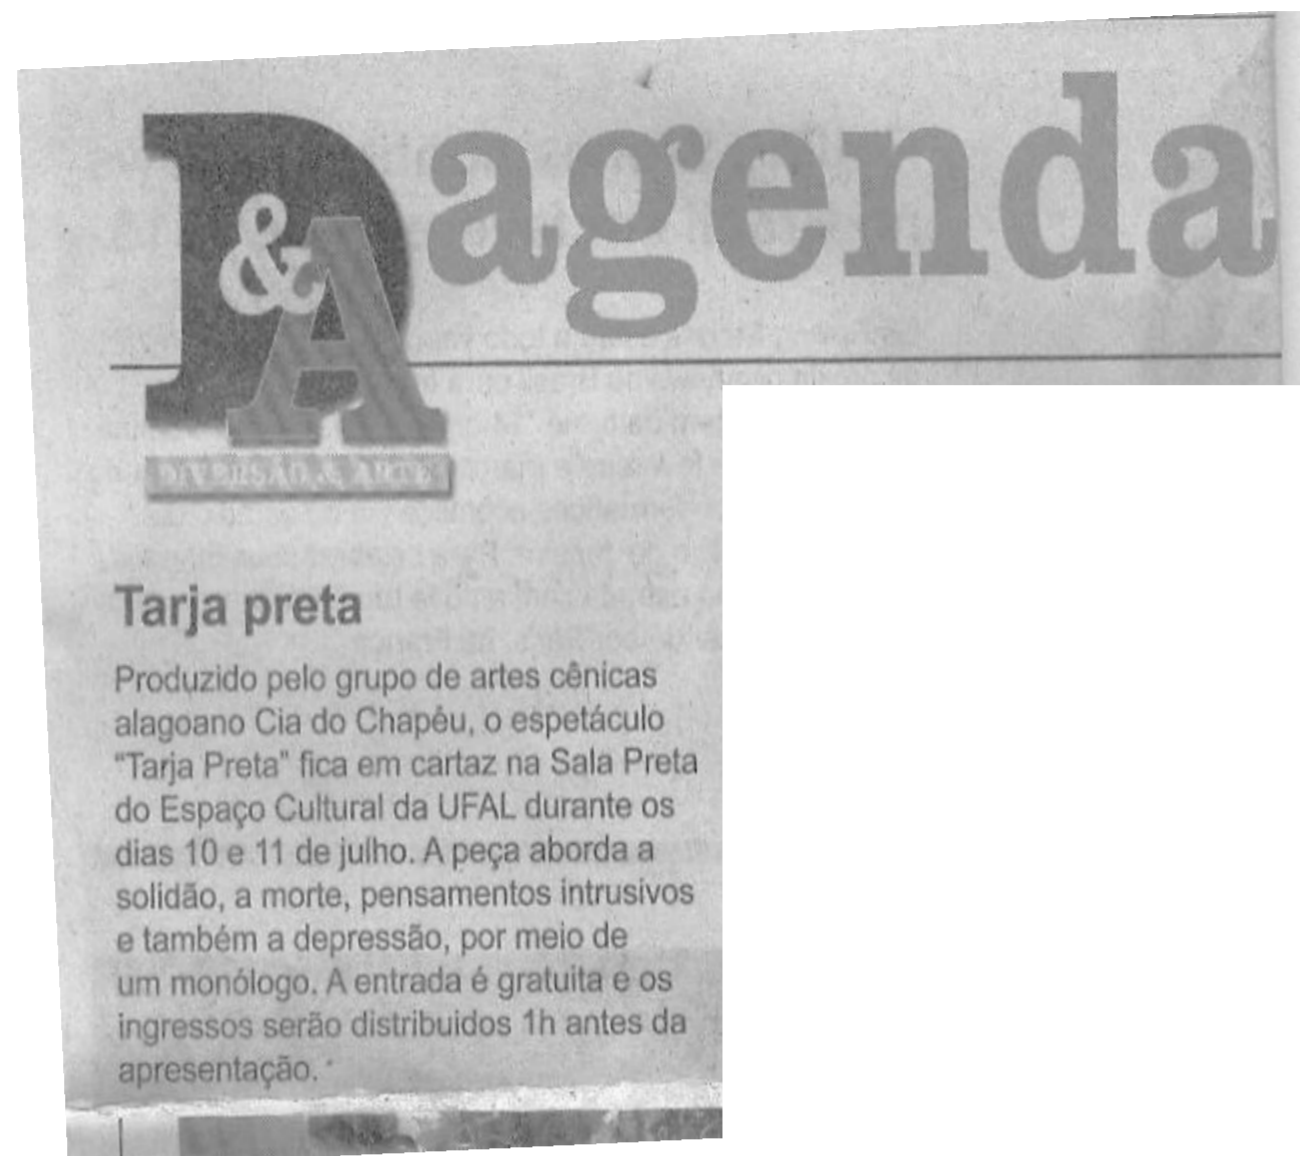 D&A agenda
DIVERSÃO & ARTE
Tarja preta
Produzido pelo grupo de artes cênicas
alagoano Cia do Chapéu, o espetáculo
“Tarja Preta” fica em cartaz na Sala Preta
do Espaço Cultural da UFAL durante os
dias 10 e 11 de julho. A peça aborda a
solidão, a morte, pensamentos intrusivos
e também a depressão, por meio de
um monólogo. A entrada é gratuita e os
ingressos serão distribuidos 1h antes da
apresentação.